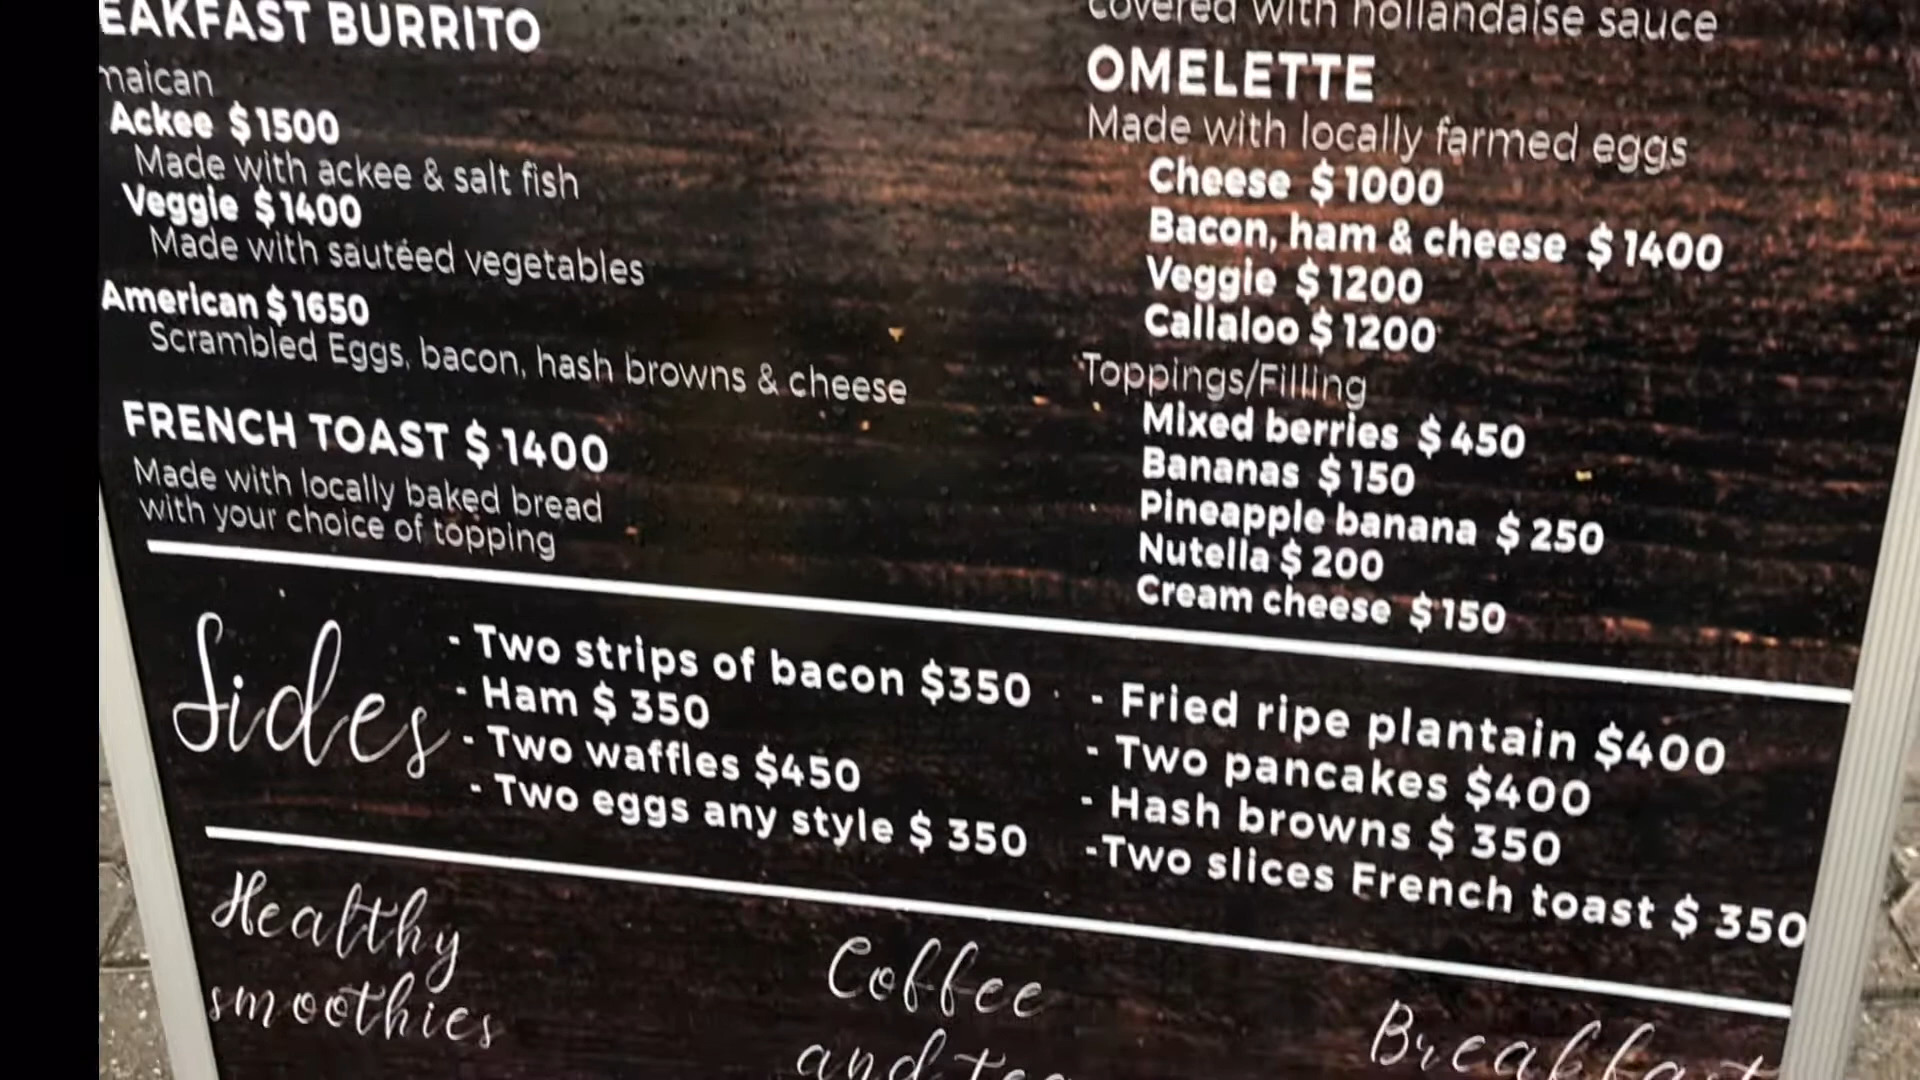 EAKFAST BURRITO
maican
Ackee $1500
Made with ackee & salt fish
Veggie $1400
Made with sautéed vegetables
American $1650
Scrambled Eggs, bacon, hash browns & cheese
FRENCH TOAST $ 1400
Made with locally baked bread
with your choice of topping
covered with hollandaise sauce
OMELETTE
Made with locally farmed eggs
Cheese $1000
Bacon, ham & cheese $1400
Veggie $1200
Callaloo $1200
Toppings/Filling
Mixed berries $450
Bananas $150
Pineapple banana $250
Nutella $ 200
Cream cheese $150
Sides
- Two strips of bacon $350
- Ham $ 350
- Two waffles $450
- Two eggs any style $ 350
- Fried ripe plantain $400
- Two pancakes $400
- Hash browns $ 350
-Two slices French toast $ 350
Healthy
smoothies
Coffee
and tea
Breakfast